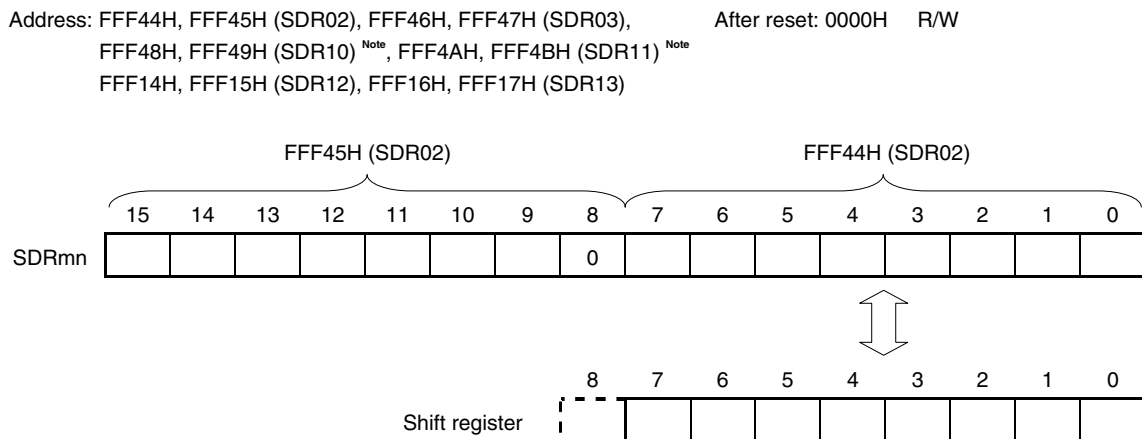 Address: FFF44H, FFF45H (SDR02), FFF46H, FFF47H (SDR03), After reset: 0000H R/W
FFF48H, FFF49H (SDR10) Note, FFF4AH, FFF4BH (SDR11) Note
FFF14H, FFF15H (SDR12), FFF16H, FFF17H (SDR13)
FFF45H (SDR02) FFF44H (SDR02)
15 14 13 12 11 10 9 8 7 6 5 4 3 2 1 0
SDRmn 0
8 7 6 5 4 3 2 1 0
Shift register